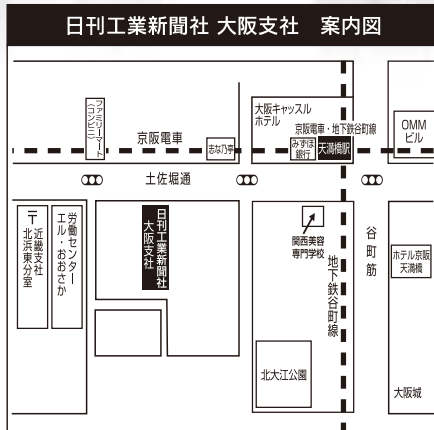 日刊工業新聞社 大阪支社　案内図
ファミリーマート
(コンビニ)
京阪電車
志な乃亭
大阪キャッスル
ホテル
京阪電車・地下鉄谷町線
みずほ
銀行
天満橋駅
OMM
ビル
土佐堀通
〒
近畿支社
北浜東分室
労働センター
エル・おおさか
日刊工業新聞社
大阪支社
関西美容
専門学校
地下鉄谷町線
谷町筋
ホテル京阪
天満橋
北大江公園
大阪城